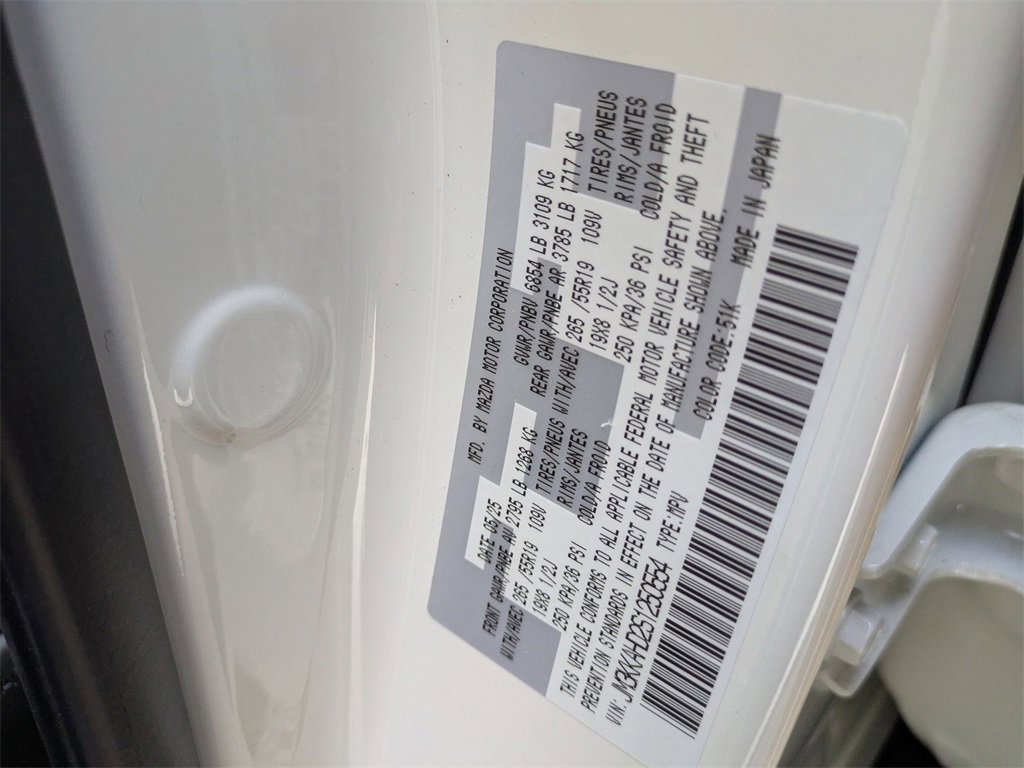 MFD. BY MAZDA MOTOR CORPORATION
DATE 05/25 GVWR/PNBV 6854 LB 3109 KG
FRONT GAWR/PNBE AV 2795 LB 1268 KG REAR GAWR/PNBE AR 3785 LB 1717 KG
WITH/AVEC 265 /55R19 109V TIRES/PNEUS WITH/AVEC 265 /55R19 109V TIRES/PNEUS
19X8 1/2J RIMS/JANTES 19X8 1/2J RIMS/JANTES
250 KPA/36 PSI COLD/A FROID 250 KPA/36 PSI COLD/A FROID
THIS VEHICLE CONFORMS TO ALL APPLICABLE FEDERAL MOTOR VEHICLE SAFETY AND THEFT
PREVENTION STANDARDS IN EFFECT ON THE DATE OF MANUFACTURE SHOWN ABOVE,
VIN: JM3KKAHD2S1250554 TYPE:MPV COLOR CODE:51K MADE IN JAPAN